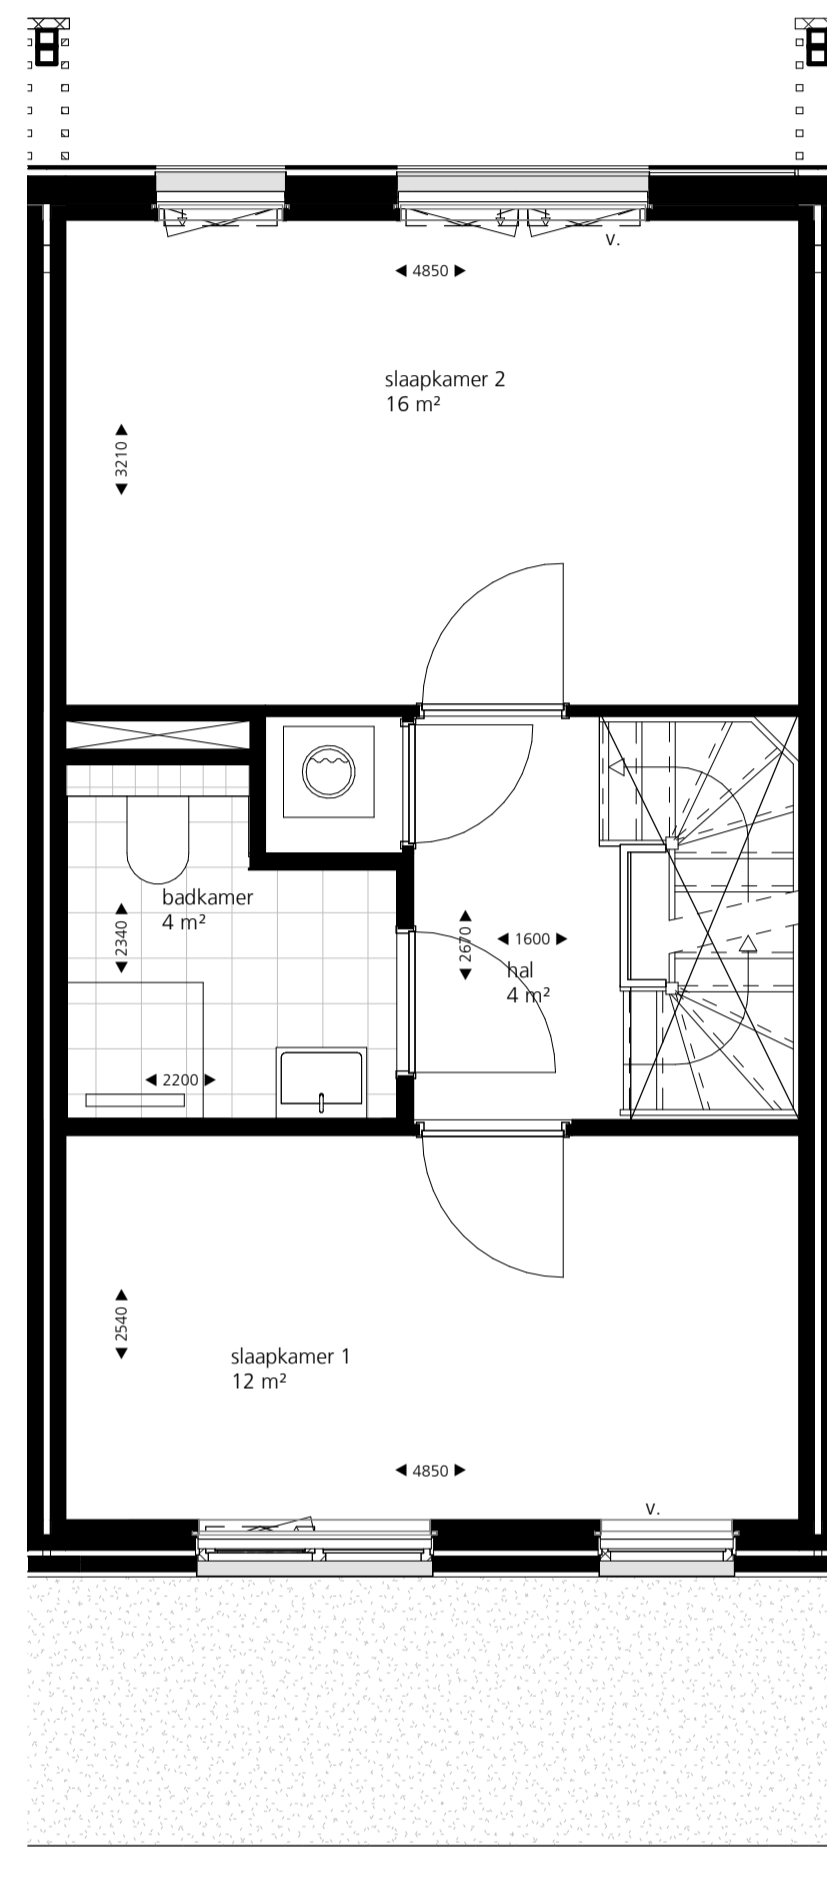 v.
4850
slaapkamer 2
16 m²
3210
badkamer
4 m²
2340
2670
1600
hal
4 m²
2200
2540
slaapkamer 1
12 m²
4850
v.